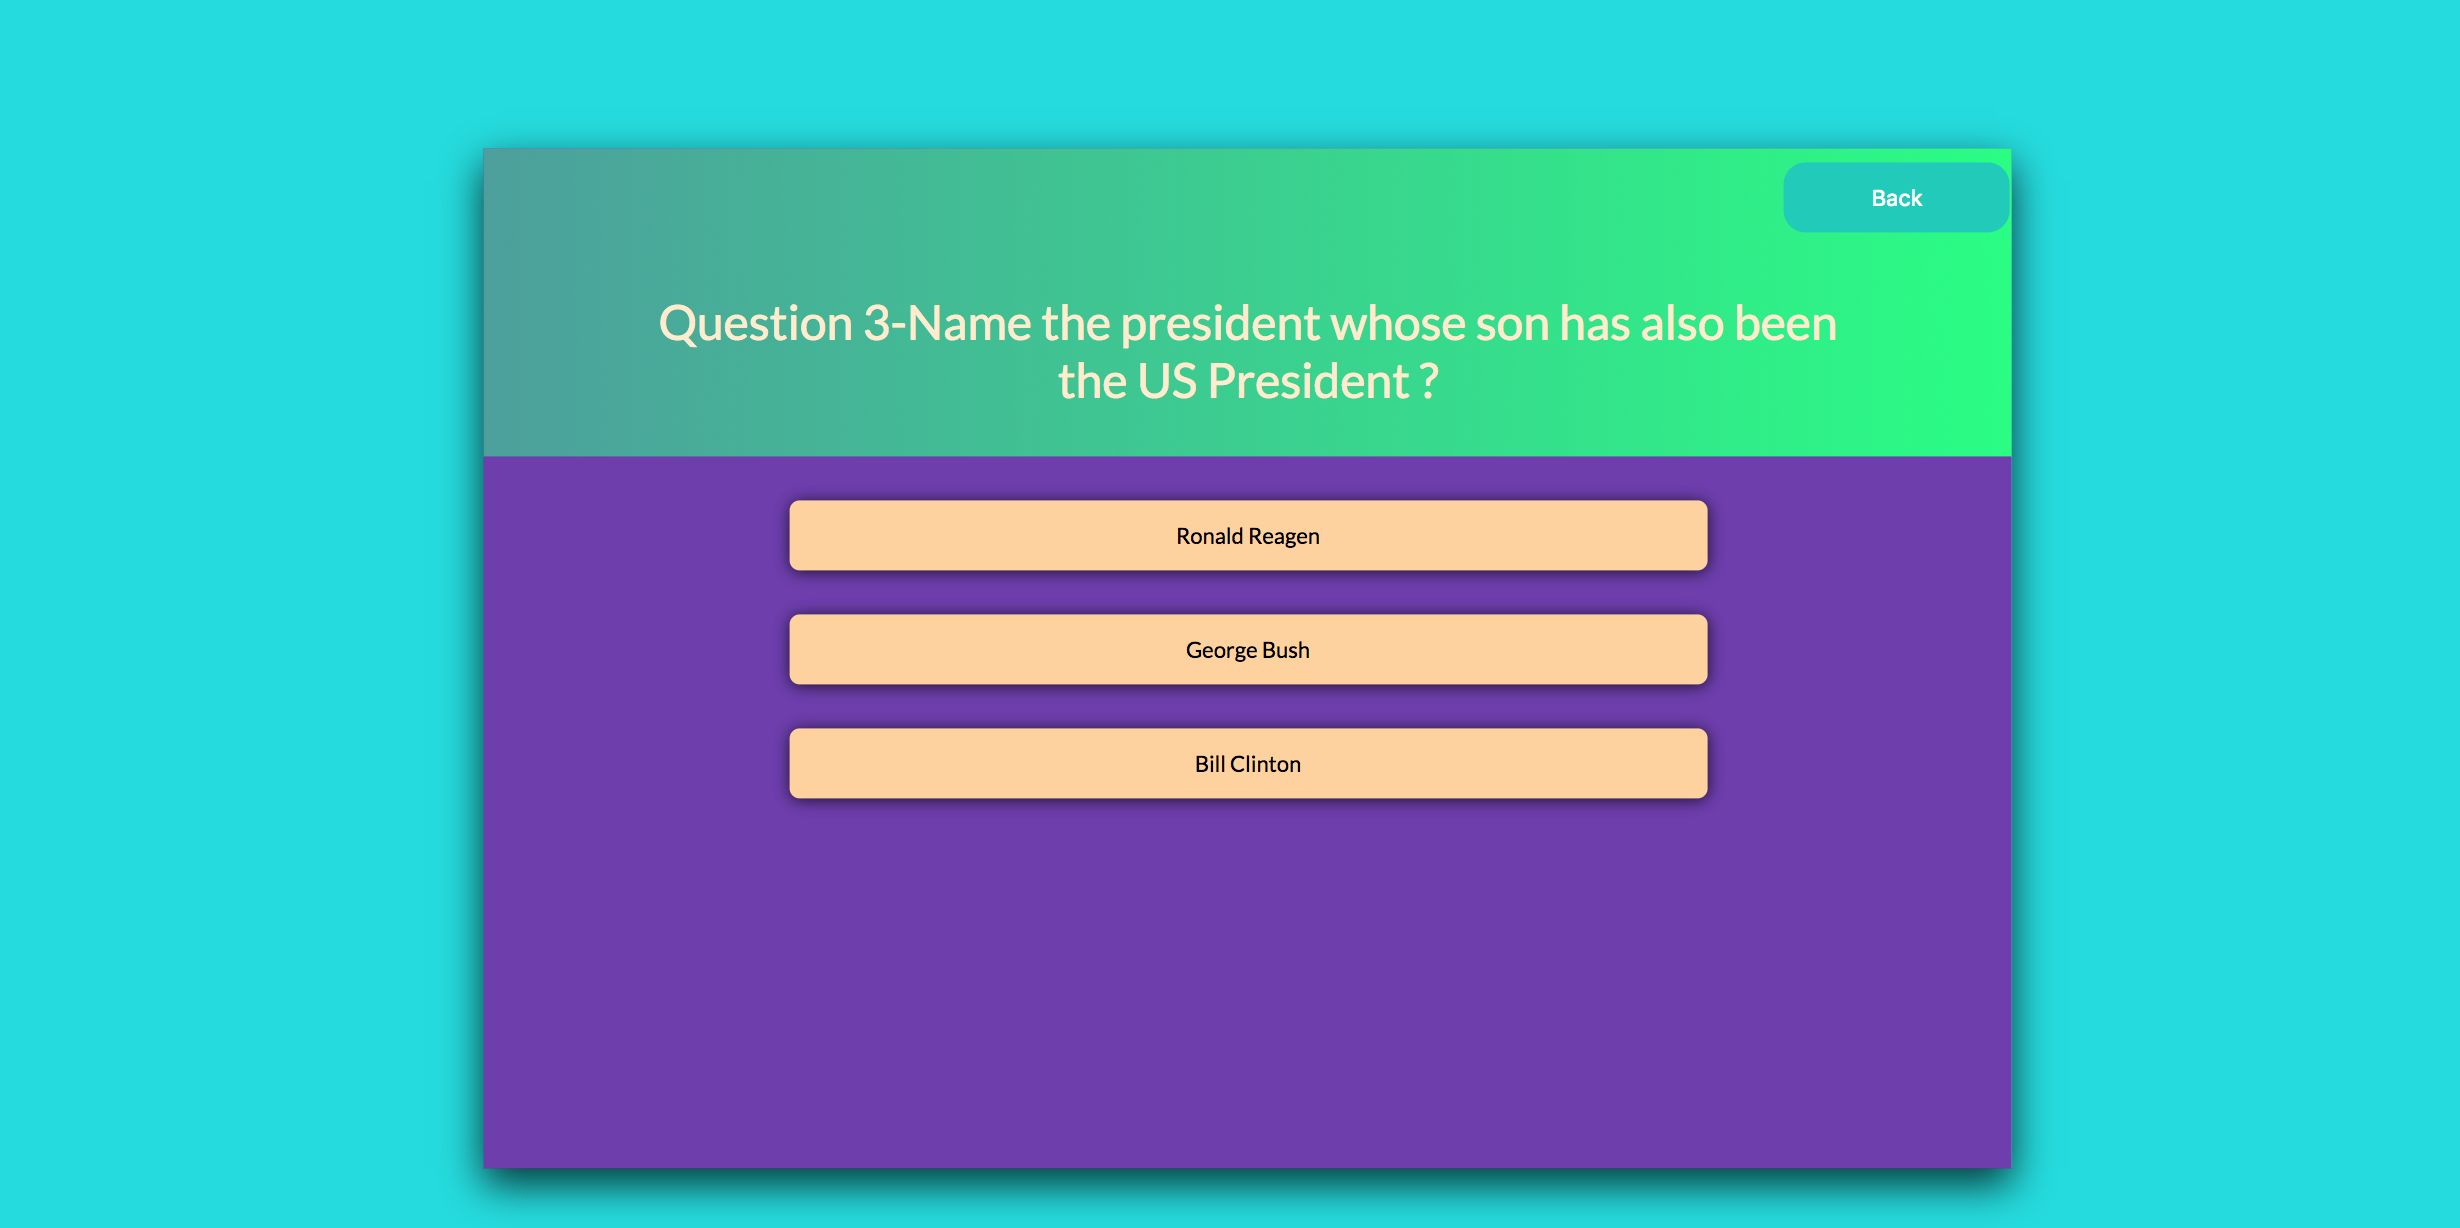 Back
Question 3-Name the president whose son has also been
the US President ?
Ronald Reagen
George Bush
Bill Clinton